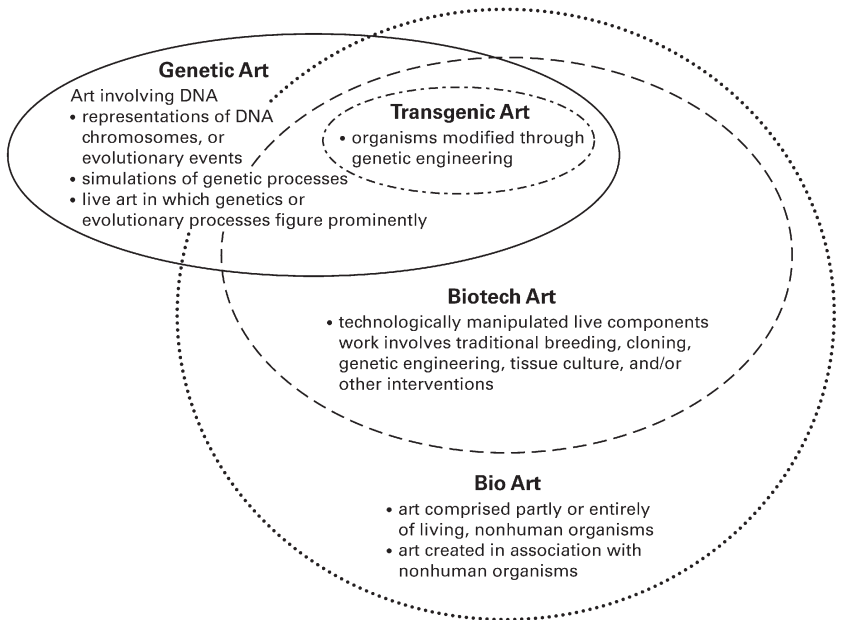 Genetic Art
Art involving DNA
• representations of DNA
chromosomes, or
evolutionary events
• simulations of genetic processes
• live art in which genetics or
evolutionary processes figure prominently
Transgenic Art
• organisms modified through
genetic engineering
Biotech Art
• technologically manipulated live components
work involves traditional breeding, cloning,
genetic engineering, tissue culture, and/or
other interventions
Bio Art
• art comprised partly or entirely
of living, nonhuman organisms
• art created in association with
nonhuman organisms